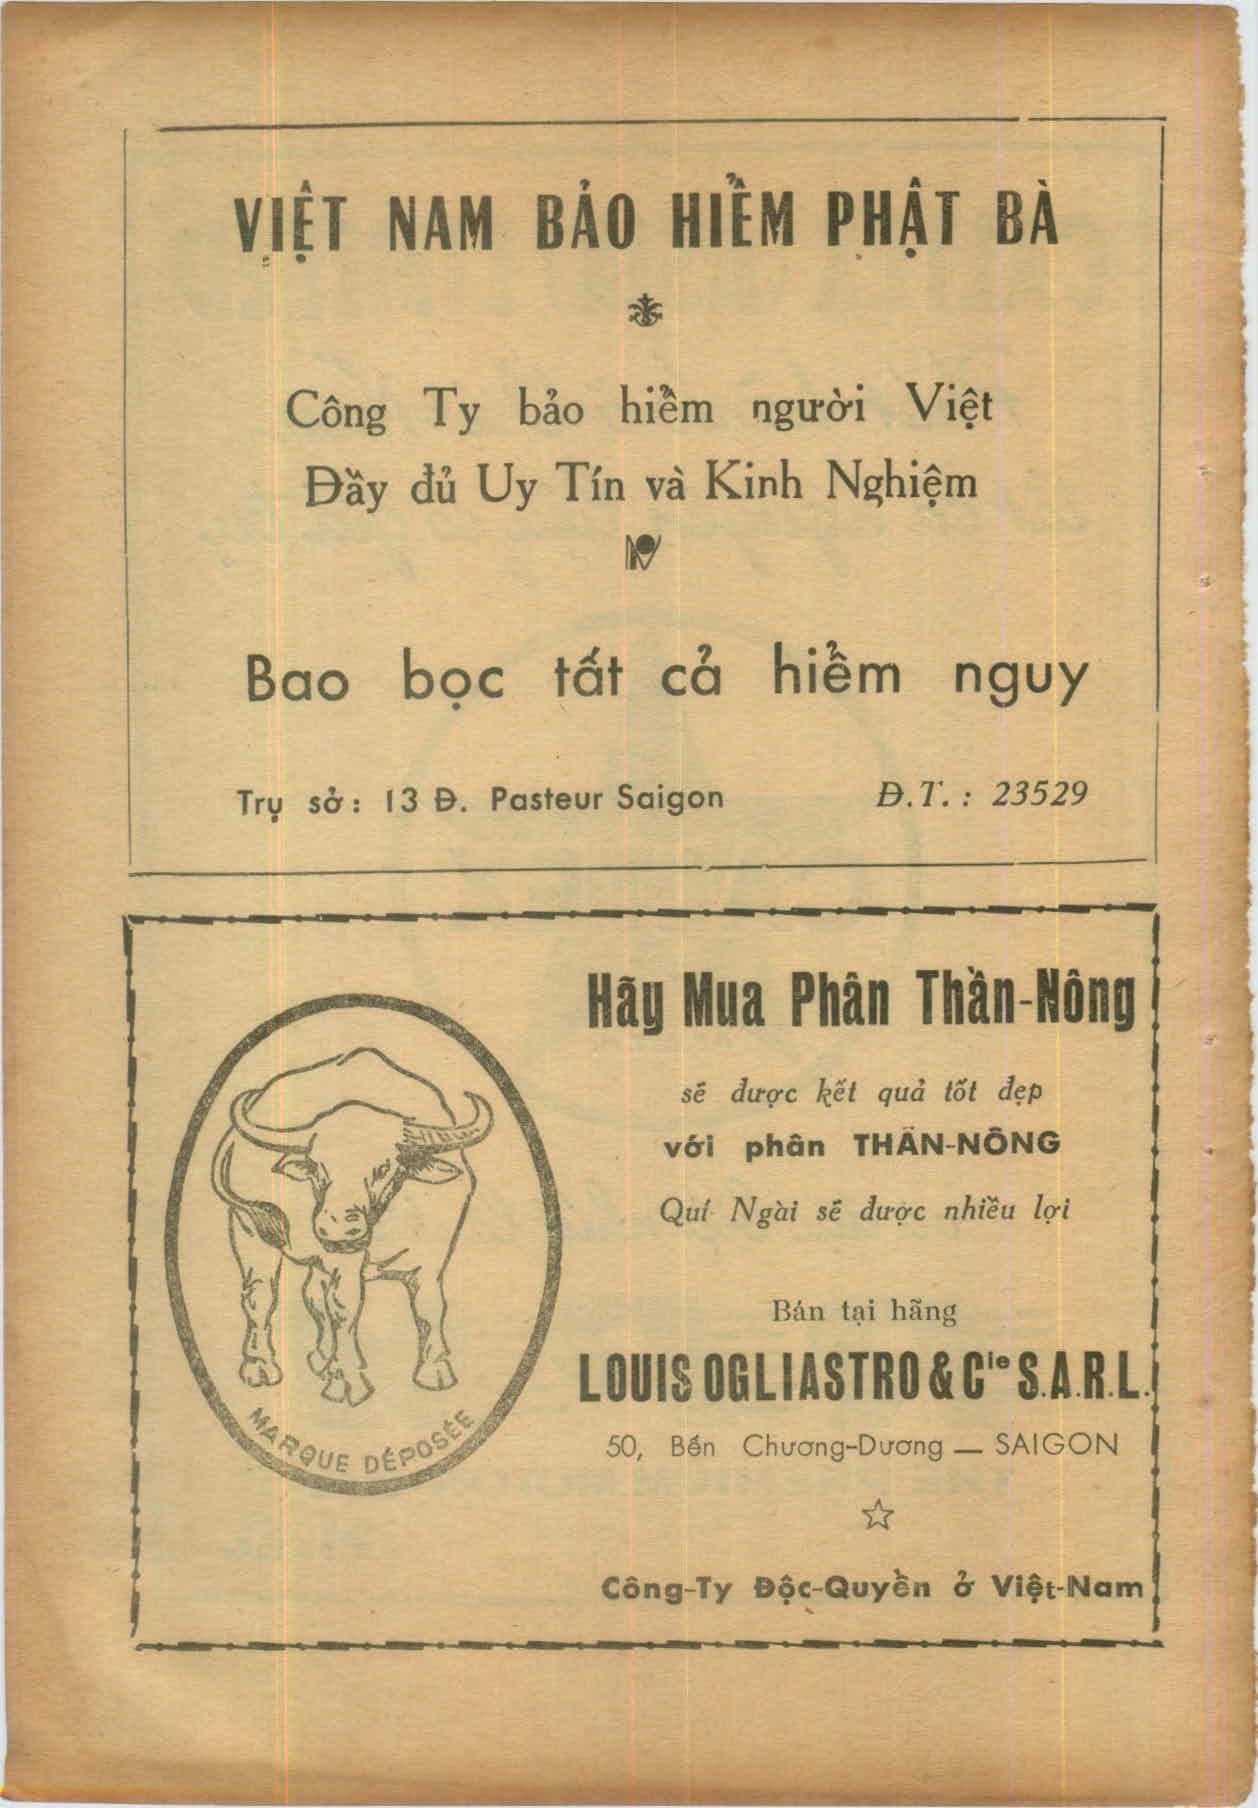 VIỆT NAM BẢO HIỂM PHẬT BÀ
Công Ty bảo hiểm người Việt
Đầy đủ Uy Tín và Kinh Nghiệm
Bao bọc tất cả hiểm nguy
Trụ sở: 13 Đ. Pasteur Saigon Đ.T.: 23529
Hãy Mua Phân Thần-Nông
sẽ được kết quả tốt đẹp
với phân THẦN-NÔNG
Quí Ngài sẽ được nhiều lợi
Bán tại hãng
LOUIS OGLIASTRO & Cie S.A.R.L.
50, Bến Chương-Dương — SAIGON
Công-Ty Độc-Quyền ở Việt-Nam
MARQUE DÉPOSÉE